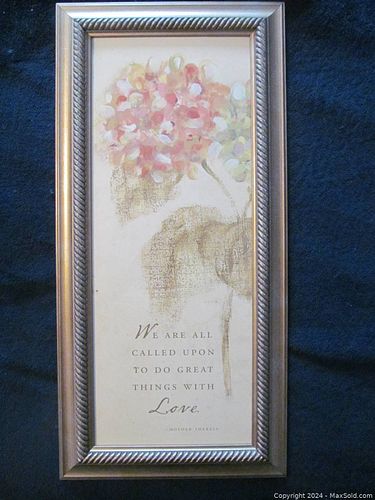 WE ARE ALL
CALLED UPON
TO DO GREAT
THINGS WITH
Love.
—MOTHER TERESA
Copyright © 2024 - MaxSold.com